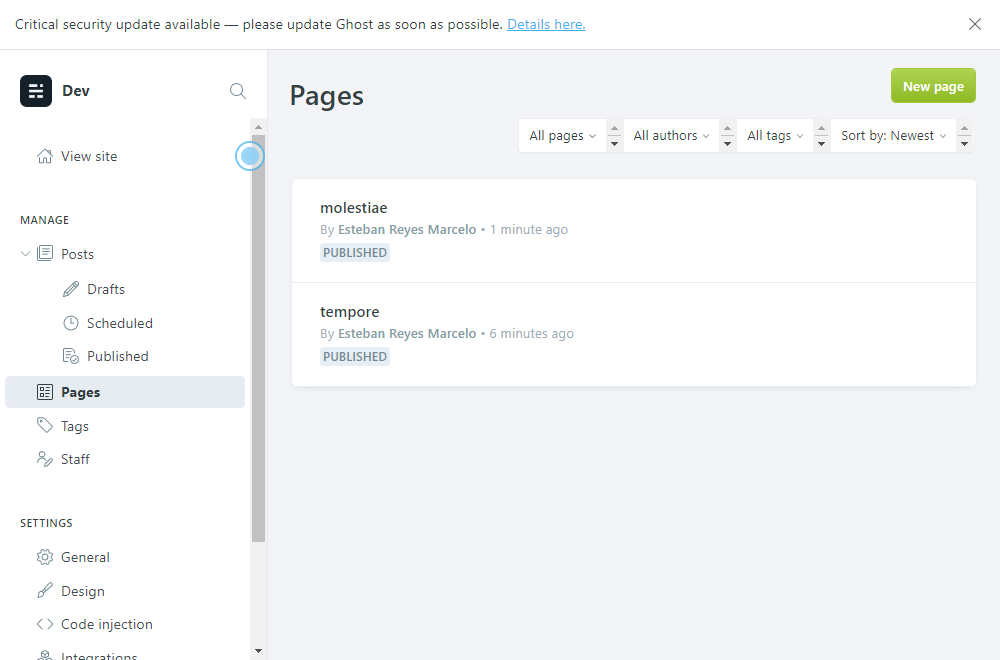 Critical security update available — please update Ghost as soon as possible. Details here.
Dev
View site
MANAGE
Posts
Drafts
Scheduled
Published
Pages
Tags
Staff
SETTINGS
General
Design
Code injection
Integrations
Pages
New page
All pages
All authors
All tags
Sort by: Newest
molestiae
By Esteban Reyes Marcelo • 1 minute ago
PUBLISHED
tempore
By Esteban Reyes Marcelo • 6 minutes ago
PUBLISHED